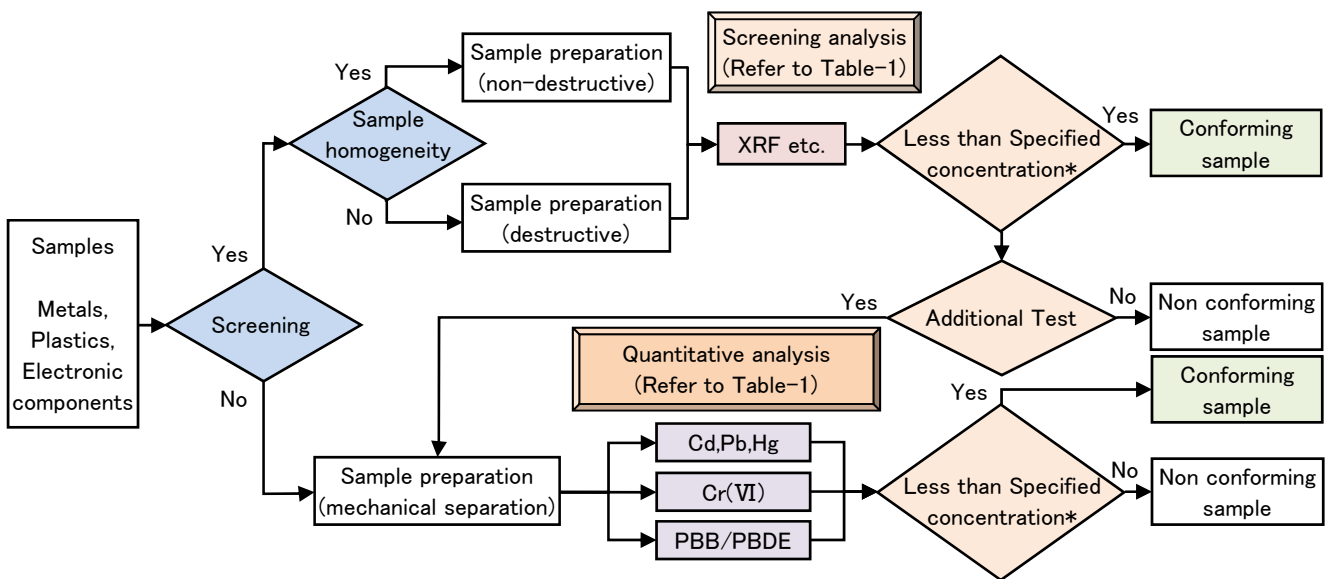 Screening analysis
(Refer to Table-1)
Yes
Sample preparation
(non-destructive)
Sample
homogeneity
XRF etc.
Less than Specified
concentration*
Yes
Conforming
sample
No
Sample preparation
(destructive)
Samples
Metals,
Plastics,
Electronic
components
Yes
Screening
No
Yes
Additional Test
No
Non conforming
sample
Quantitative analysis
(Refer to Table-1)
Yes
Conforming
sample
Sample preparation
(mechanical separation)
Cd,Pb,Hg
Cr(Ⅵ)
PBB/PBDE
Less than Specified
concentration*
No
Non conforming
sample